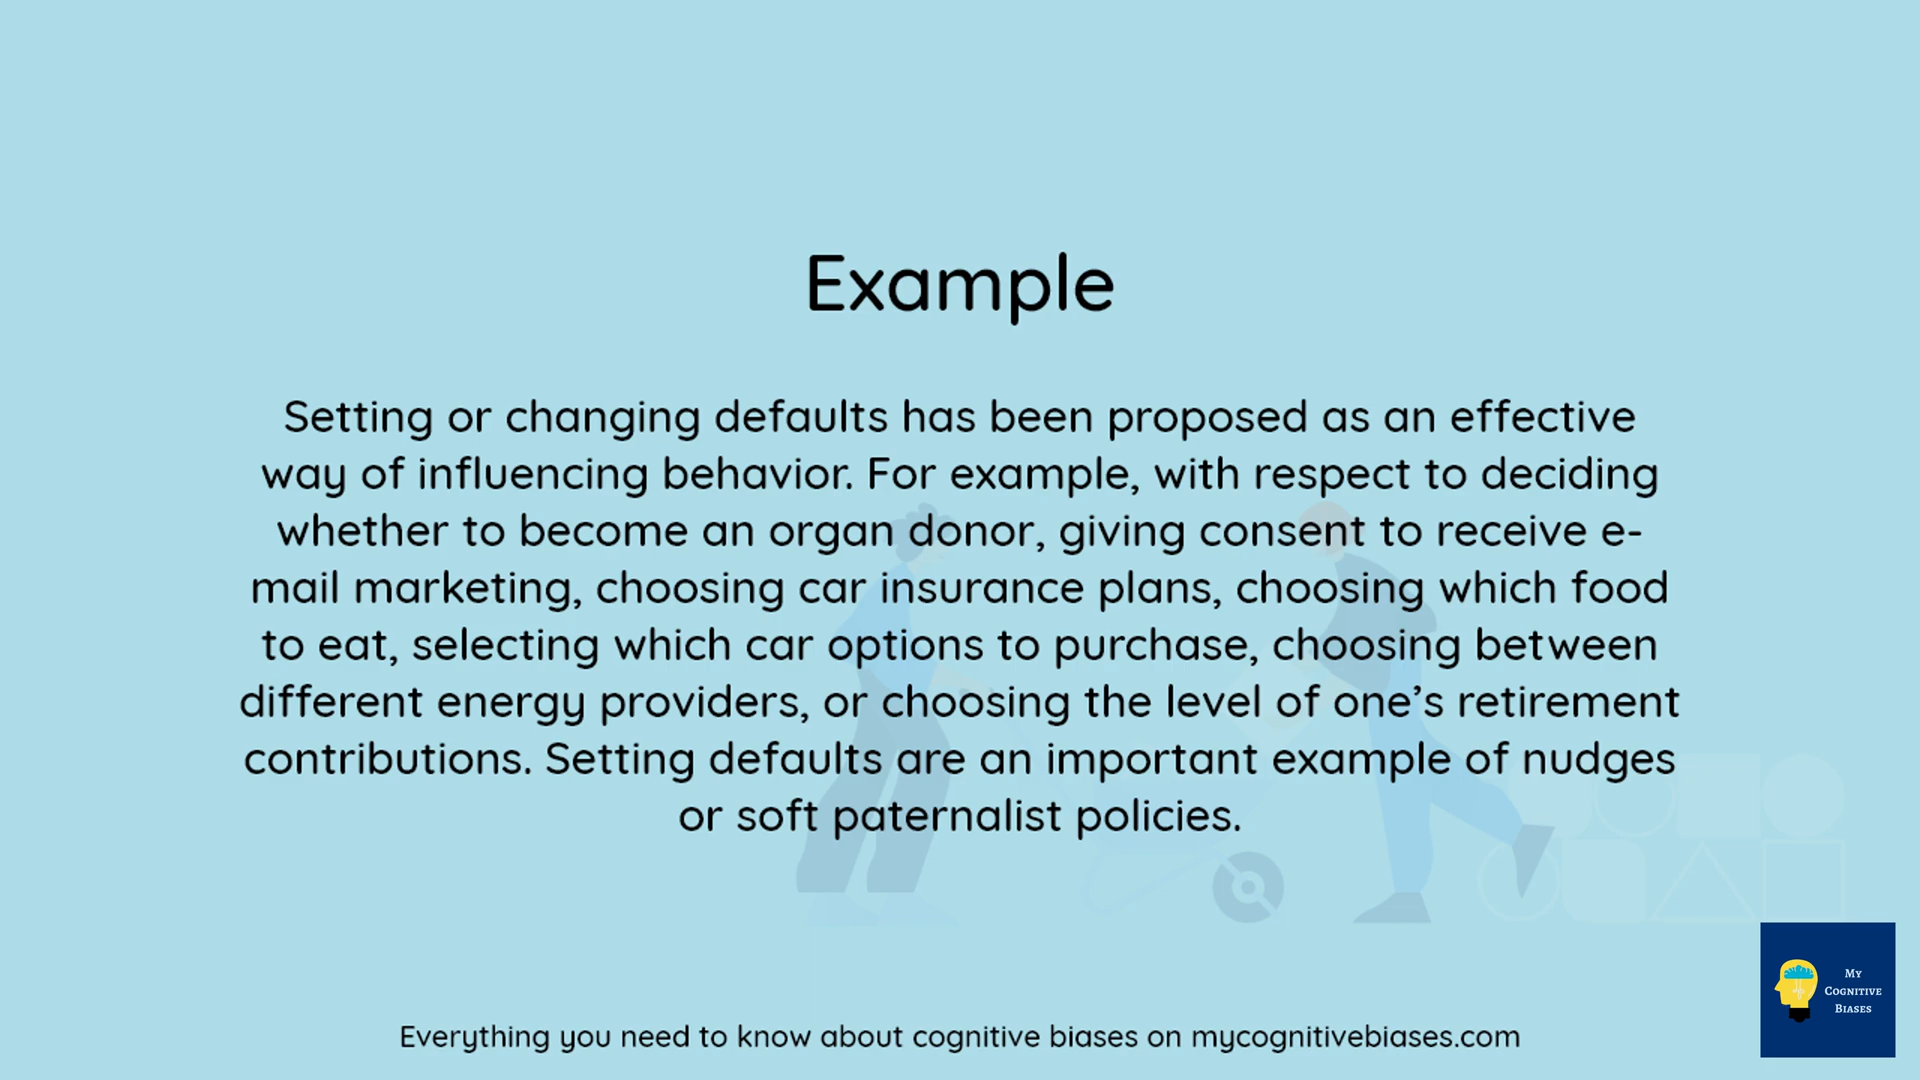 Example
Setting or changing defaults has been proposed as an effective
way of influencing behavior. For example, with respect to deciding
whether to become an organ donor, giving consent to receive e-
mail marketing, choosing car insurance plans, choosing which food
to eat, selecting which car options to purchase, choosing between
different energy providers, or choosing the level of one’s retirement
contributions. Setting defaults are an important example of nudges
or soft paternalist policies.
My
Cognitive
Biases
Everything you need to know about cognitive biases on mycognitivebiases.com